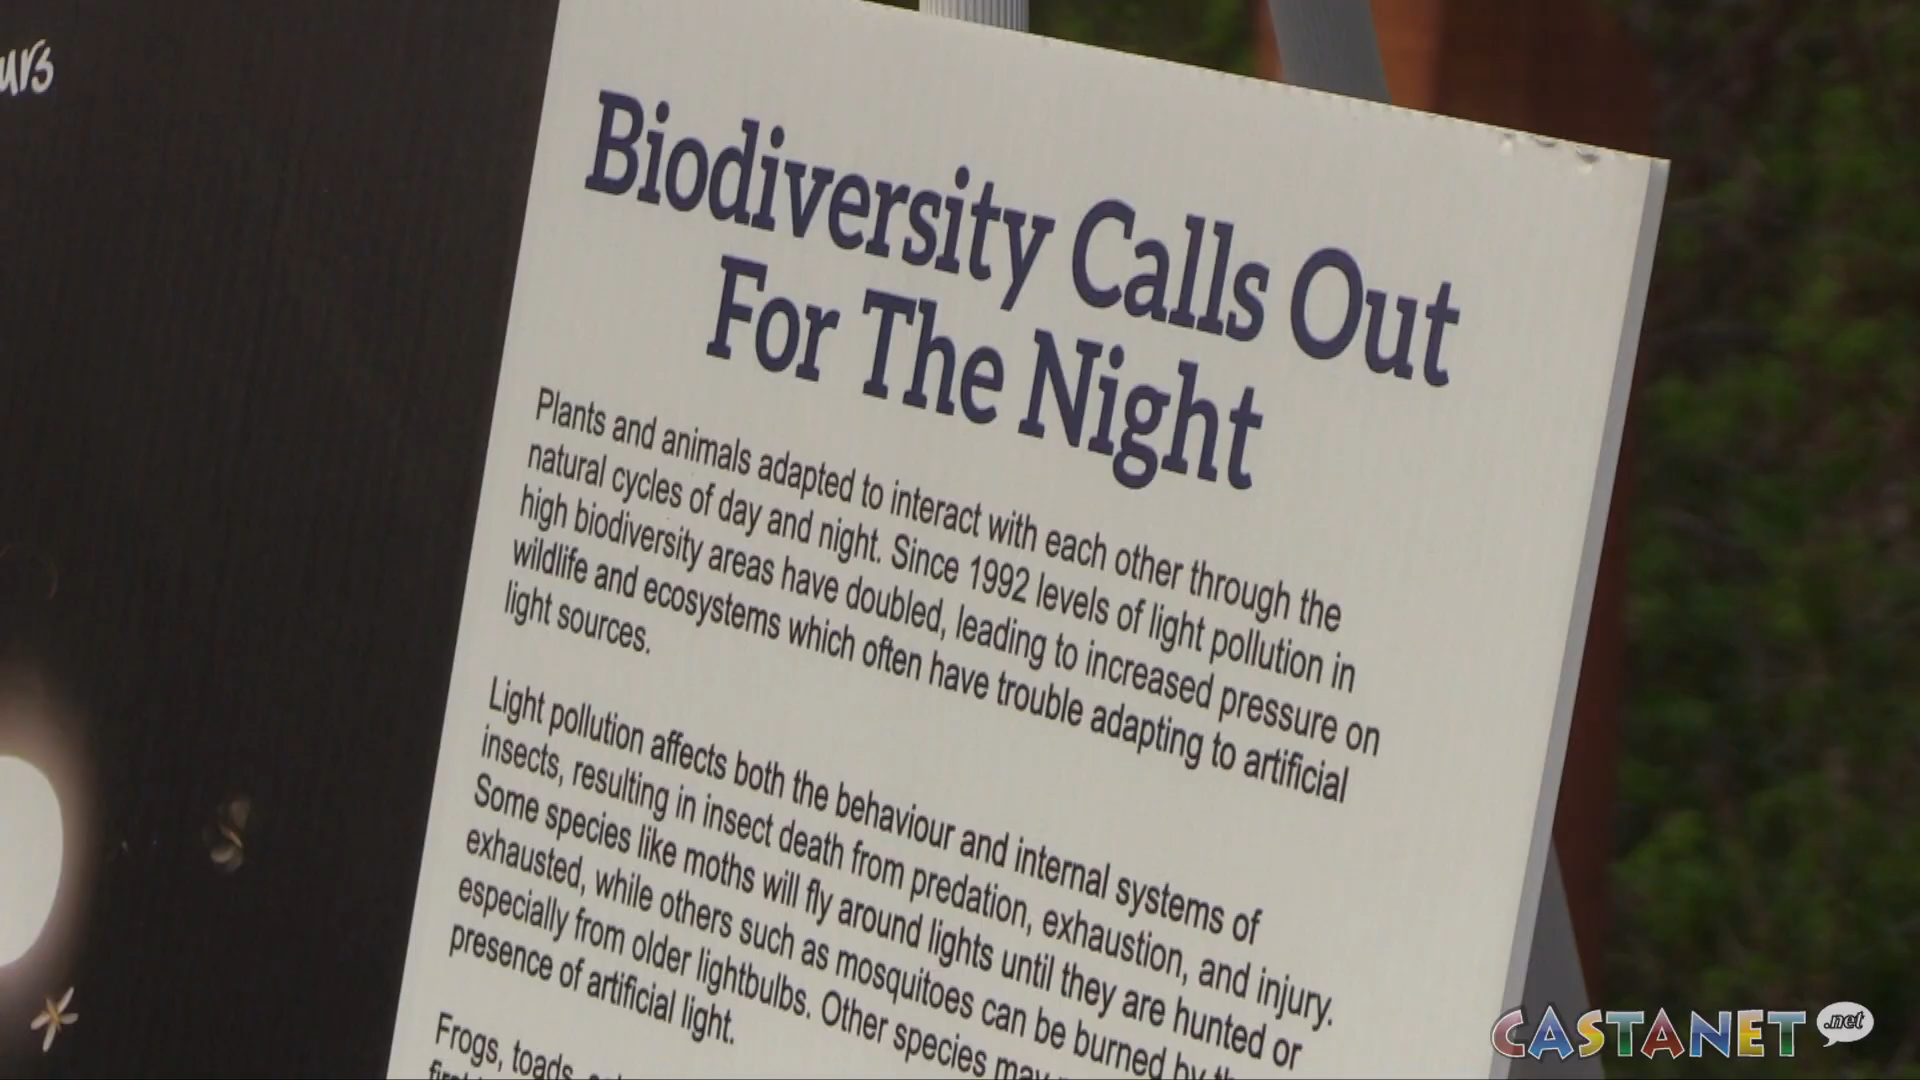 urs
Biodiversity Calls Out
For The Night
Plants and animals adapted to interact with each other through the
natural cycles of day and night. Since 1992 levels of light pollution in
high biodiversity areas have doubled, leading to increased pressure on
wildlife and ecosystems which often have trouble adapting to artificial
light sources.
Light pollution affects both the behaviour and internal systems of
insects, resulting in insect death from predation, exhaustion, and injury.
Some species like moths will fly around lights until they are hunted or
exhausted, while others such as mosquitoes can be burned by
especially from older lightbulbs. Other species may
presence of artificial light.
Frogs, toads,
CASTANET .net